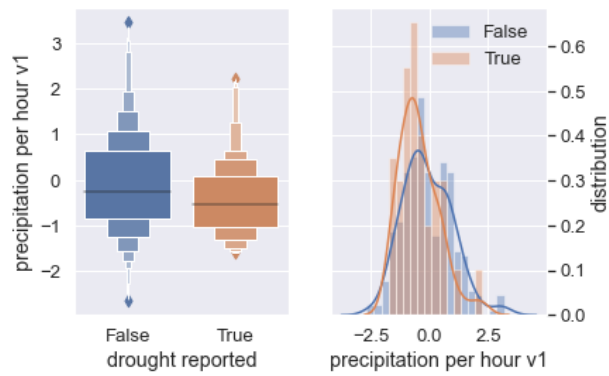 precipitation per hour v1
3
2
1
0
−1
−2
False
True
drought reported
False
True
0.6
0.5
0.4
0.3
0.2
0.1
0.0
distribution
−2.5
0.0
2.5
precipitation per hour v1